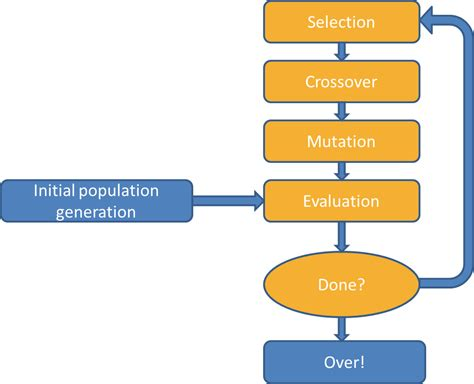 Selection
Crossover
Mutation
Initial population
generation
Evaluation
Done?
Over!